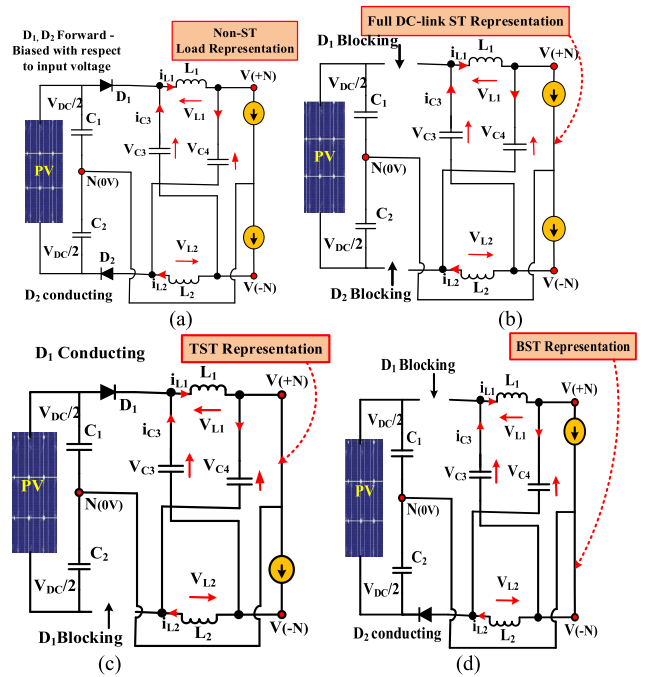 D1, D2 Forward -
Biased with respect
to input voltage
Non-ST
Load Representation
VDC/2
D1
iL1
L1
V(+N)
C1
iC3
VL1
VC3
VC4
PV
N(0V)
C2
VL2
VDC/2
D2
iL2
L2
V(-N)
D2 conducting
(a)
Full DC-link ST Representation
D1 Blocking
VDC/2
iL1
L1
V(+N)
C1
iC3
VL1
VC3
VC4
PV
N(0V)
C2
VL2
VDC/2
iL2
L2
V(-N)
D2 Blocking
(b)
D1 Conducting
TST Representation
VDC/2
D1
iL1
L1
V(+N)
C1
iC3
VL1
VC3
VC4
PV
N(0V)
C2
VL2
VDC/2
iL2
L2
V(-N)
D1Blocking
(c)
BST Representation
D1 Blocking
VDC/2
iL1
L1
V(+N)
C1
iC3
VL1
VC3
VC4
PV
N(0V)
C2
VL2
VDC/2
iL2
L2
V(-N)
D2 conducting
(d)